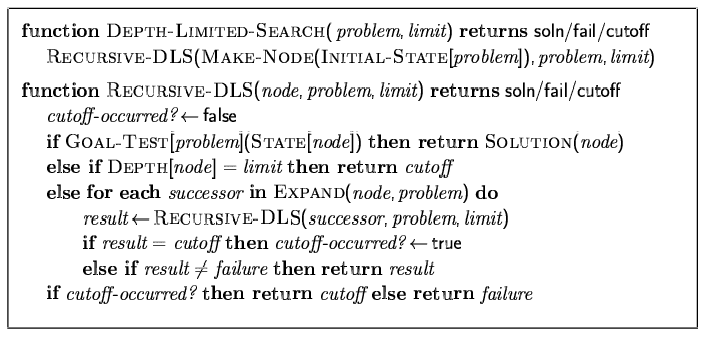 function DEPTH-LIMITED-SEARCH( problem, limit) returns soln/fail/cutoff
RECURSIVE-DLS(MAKE-NODE(INITIAL-STATE[problem]), problem, limit)
function RECURSIVE-DLS(node, problem, limit) returns soln/fail/cutoff
cutoff-occurred? ← false
if GOAL-TEST[problem](STATE[node]) then return SOLUTION(node)
else if DEPTH[node] = limit then return cutoff
else for each successor in EXPAND(node, problem) do
result ← RECURSIVE-DLS(successor, problem, limit)
if result = cutoff then cutoff-occurred? ← true
else if result ≠ failure then return result
if cutoff-occurred? then return cutoff else return failure